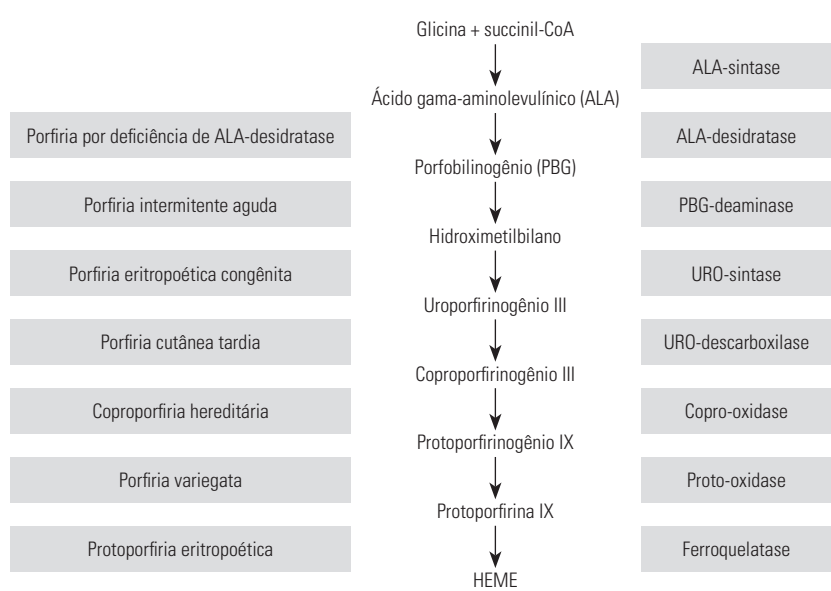 Glicina + succinil-CoA
ALA-sintase
Ácido gama-aminolevulínico (ALA)
Porfiria por deficiência de ALA-desidratase
ALA-desidratase
Porfobilinogênio (PBG)
Porfiria intermitente aguda
PBG-deaminase
Hidroximetilbilano
Porfiria eritropoética congênita
URO-sintase
Uroporfirinogênio III
Porfiria cutânea tardia
URO-descarboxilase
Coproporfirinogênio III
Coproporfiria hereditária
Copro-oxidase
Protoporfirinogênio IX
Porfiria variegata
Proto-oxidase
Protoporfirina IX
Protoporfiria eritropoética
Ferroquelatase
HEME